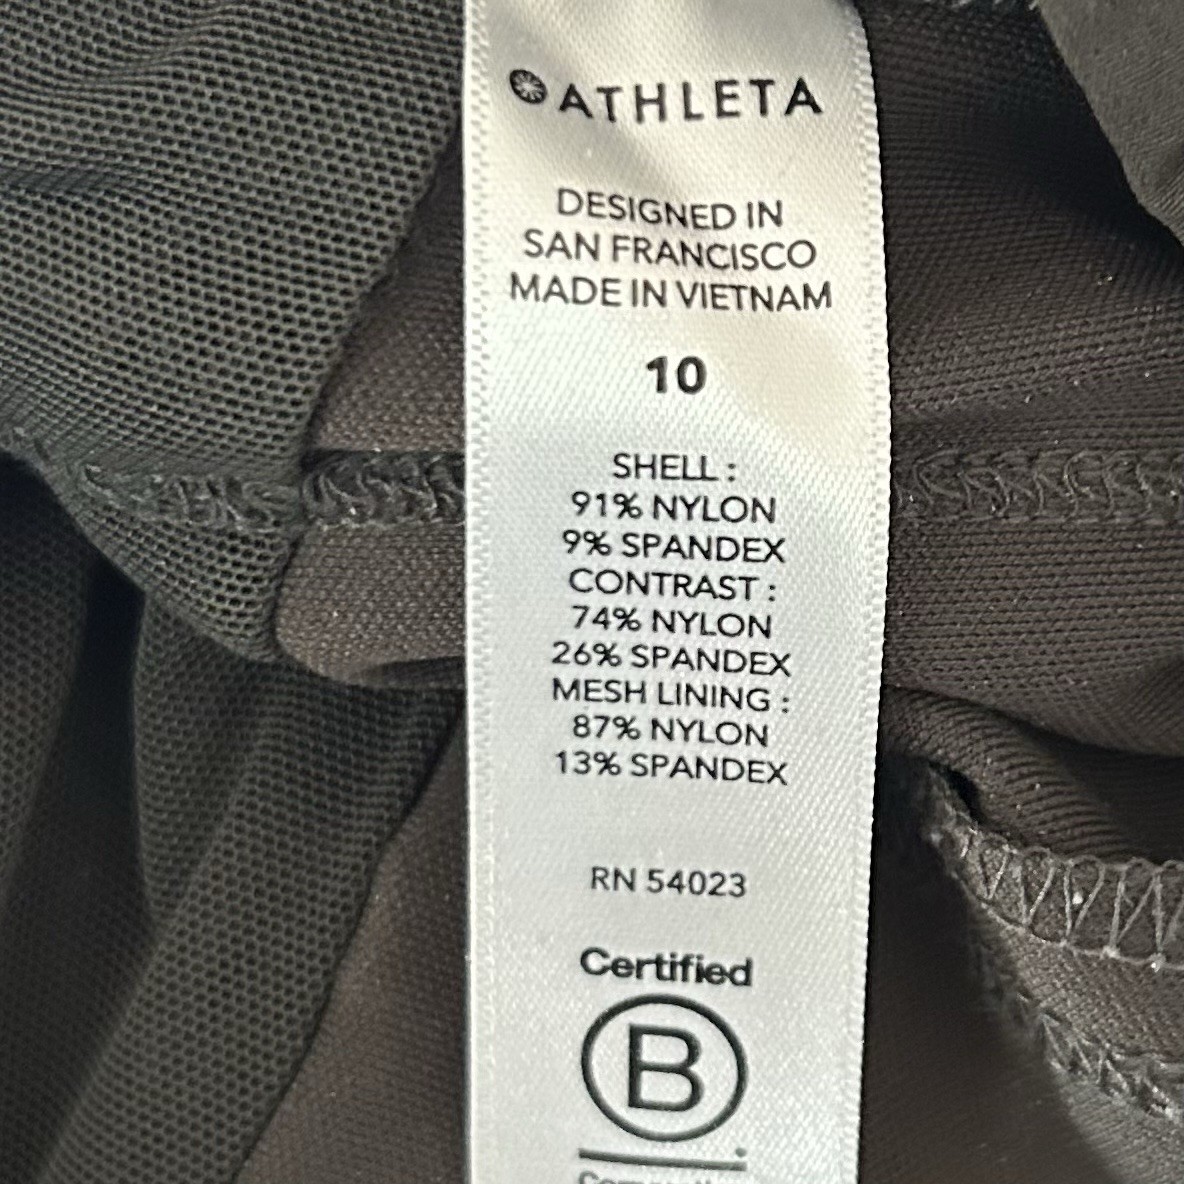 ATHLETA
DESIGNED IN
SAN FRANCISCO
MADE IN VIETNAM
10
SHELL :
91% NYLON
9% SPANDEX
CONTRAST :
74% NYLON
26% SPANDEX
MESH LINING :
87% NYLON
13% SPANDEX
RN 54023
Certified
B